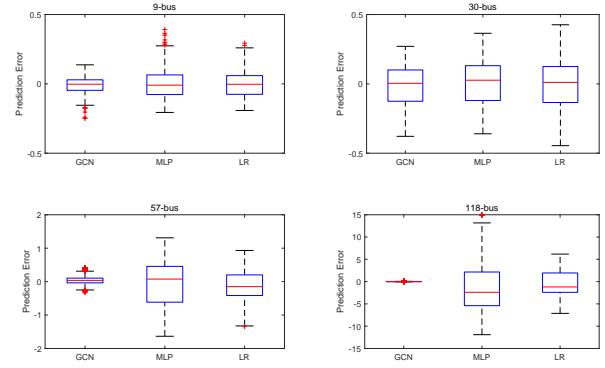 9-bus
0.5
0
-0.5
Prediction Error
GCN MLP LR
30-bus
0.5
0
-0.5
Prediction Error
GCN MLP LR
57-bus
2
1
0
-1
-2
Prediction Error
GCN MLP LR
118-bus
15
10
5
0
-5
-10
-15
Prediction Error
GCN MLP LR